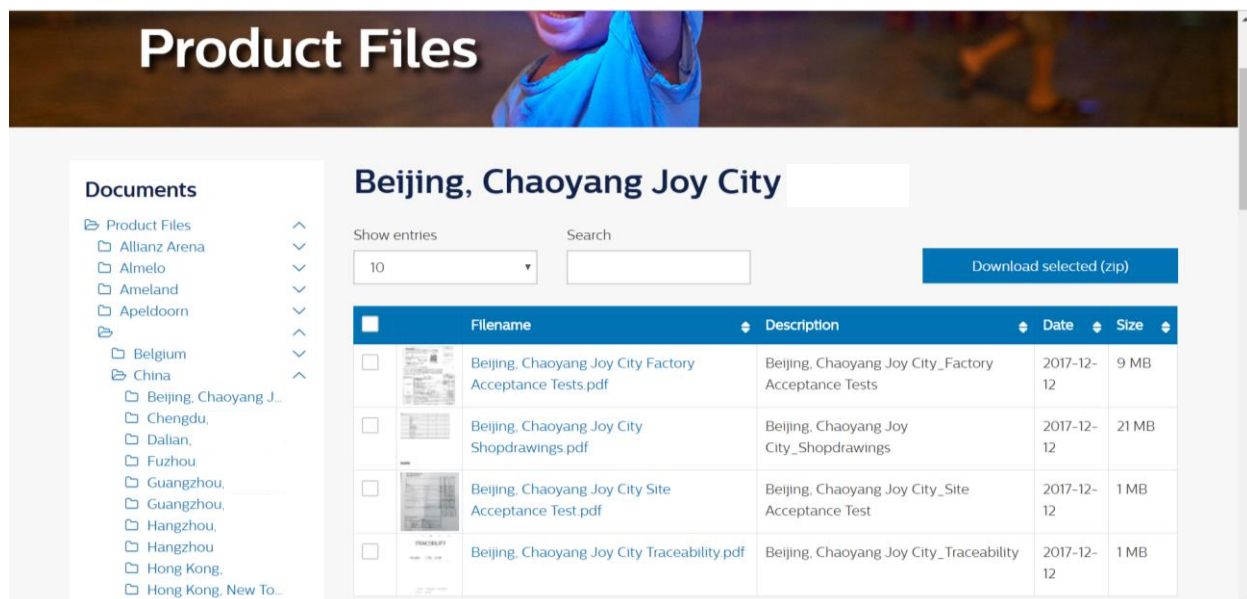 Product Files
Documents
Product Files
Allianz Arena
Almelo
Ameland
Apeldoorn
Belgium
China
Beijing, Chaoyang J...
Chengdu,
Dalian,
Fuzhou
Guangzhou,
Guangzhou,
Hangzhou,
Hangzhou
Hong Kong,
Hong Kong, New To...
Beijing, Chaoyang Joy City
Show entries
Search
10
Download selected (zip)
Filename Description Date Size
Beijing, Chaoyang Joy City Factory Beijing, Chaoyang Joy City_Factory 2017-12- 9 MB
Acceptance Tests.pdf Acceptance Tests 12
Beijing, Chaoyang Joy City Beijing, Chaoyang Joy 2017-12- 21 MB
Shopdrawings.pdf City_Shopdrawings 12
Beijing, Chaoyang Joy City Site Beijing, Chaoyang Joy City_Site 2017-12- 1 MB
Acceptance Test.pdf Acceptance Test 12
TRACEABILITY
Beijing, Chaoyang Joy City Traceability.pdf Beijing, Chaoyang Joy City_Traceability 2017-12- 1 MB
12